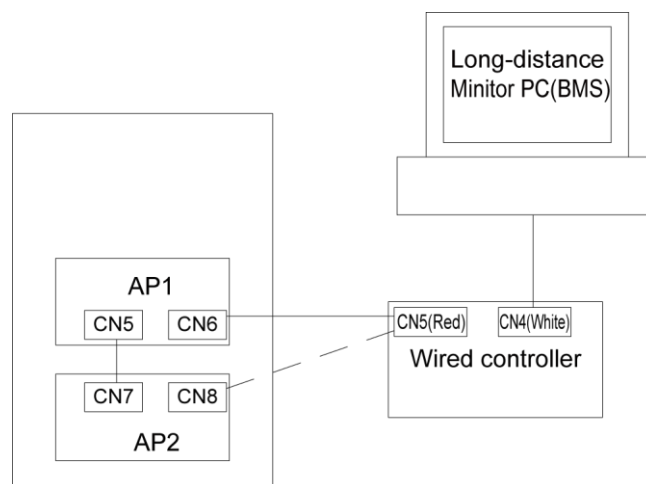 Long-distance
Minitor PC(BMS)
AP1
CN5
CN6
CN5(Red)
CN4(White)
Wired controller
CN7
CN8
AP2